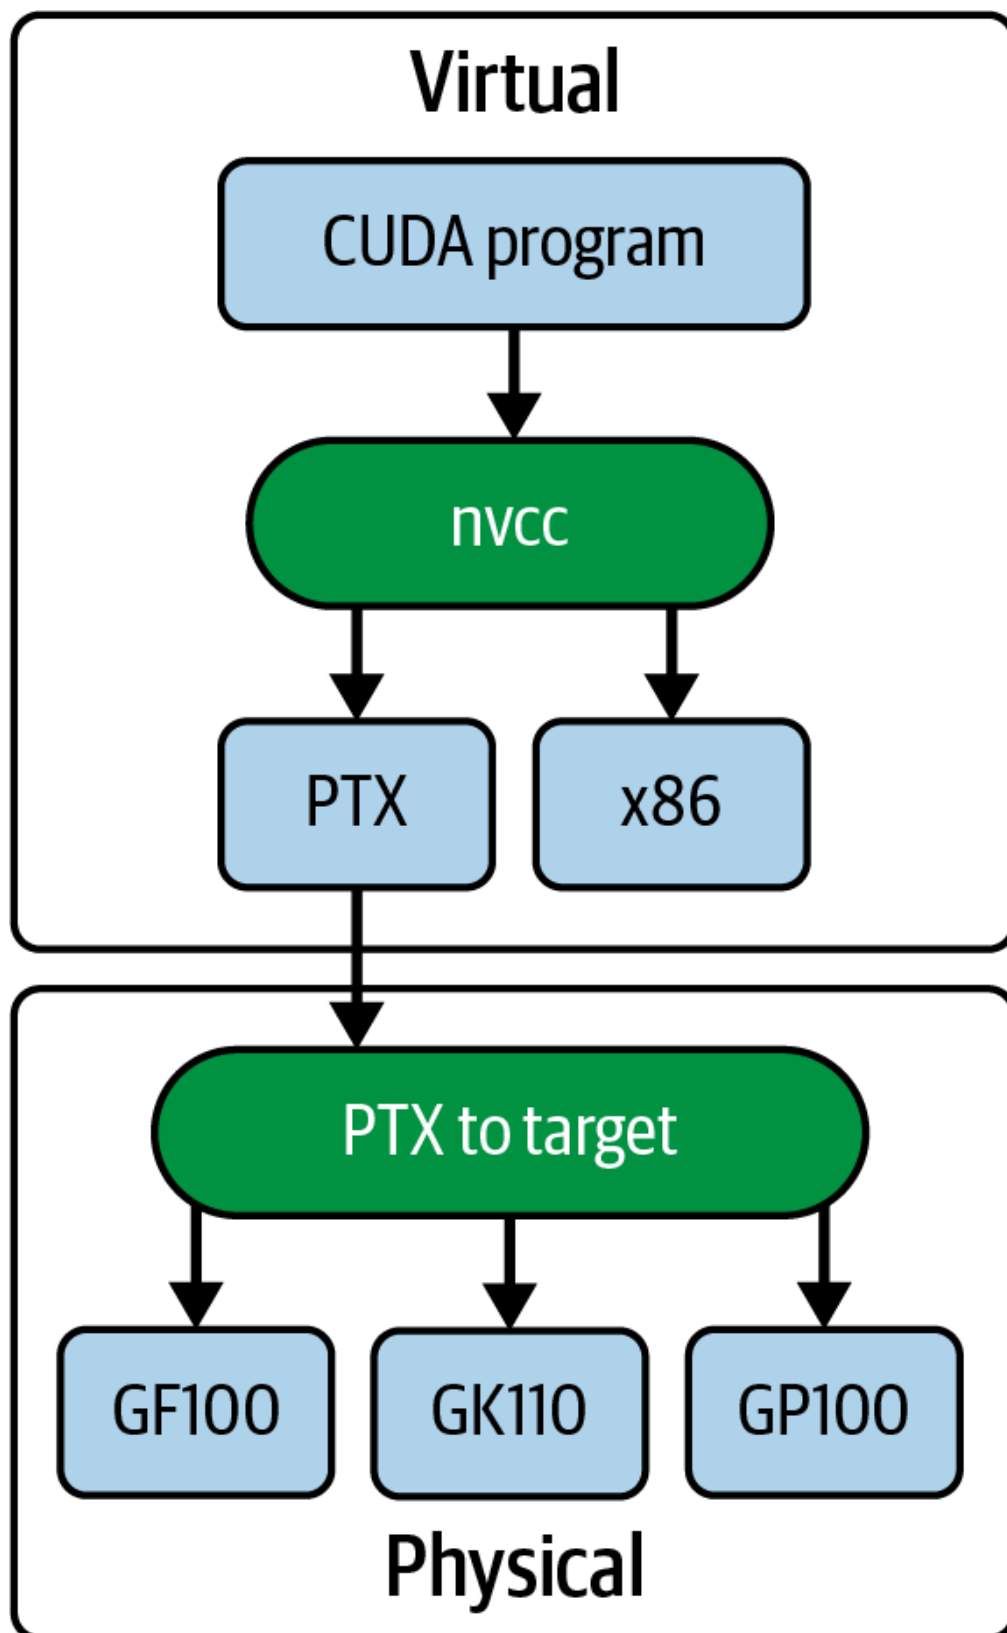 Virtual
CUDA program
nvcc
PTX
x86
PTX to target
GF100
GK110
GP100
Physical